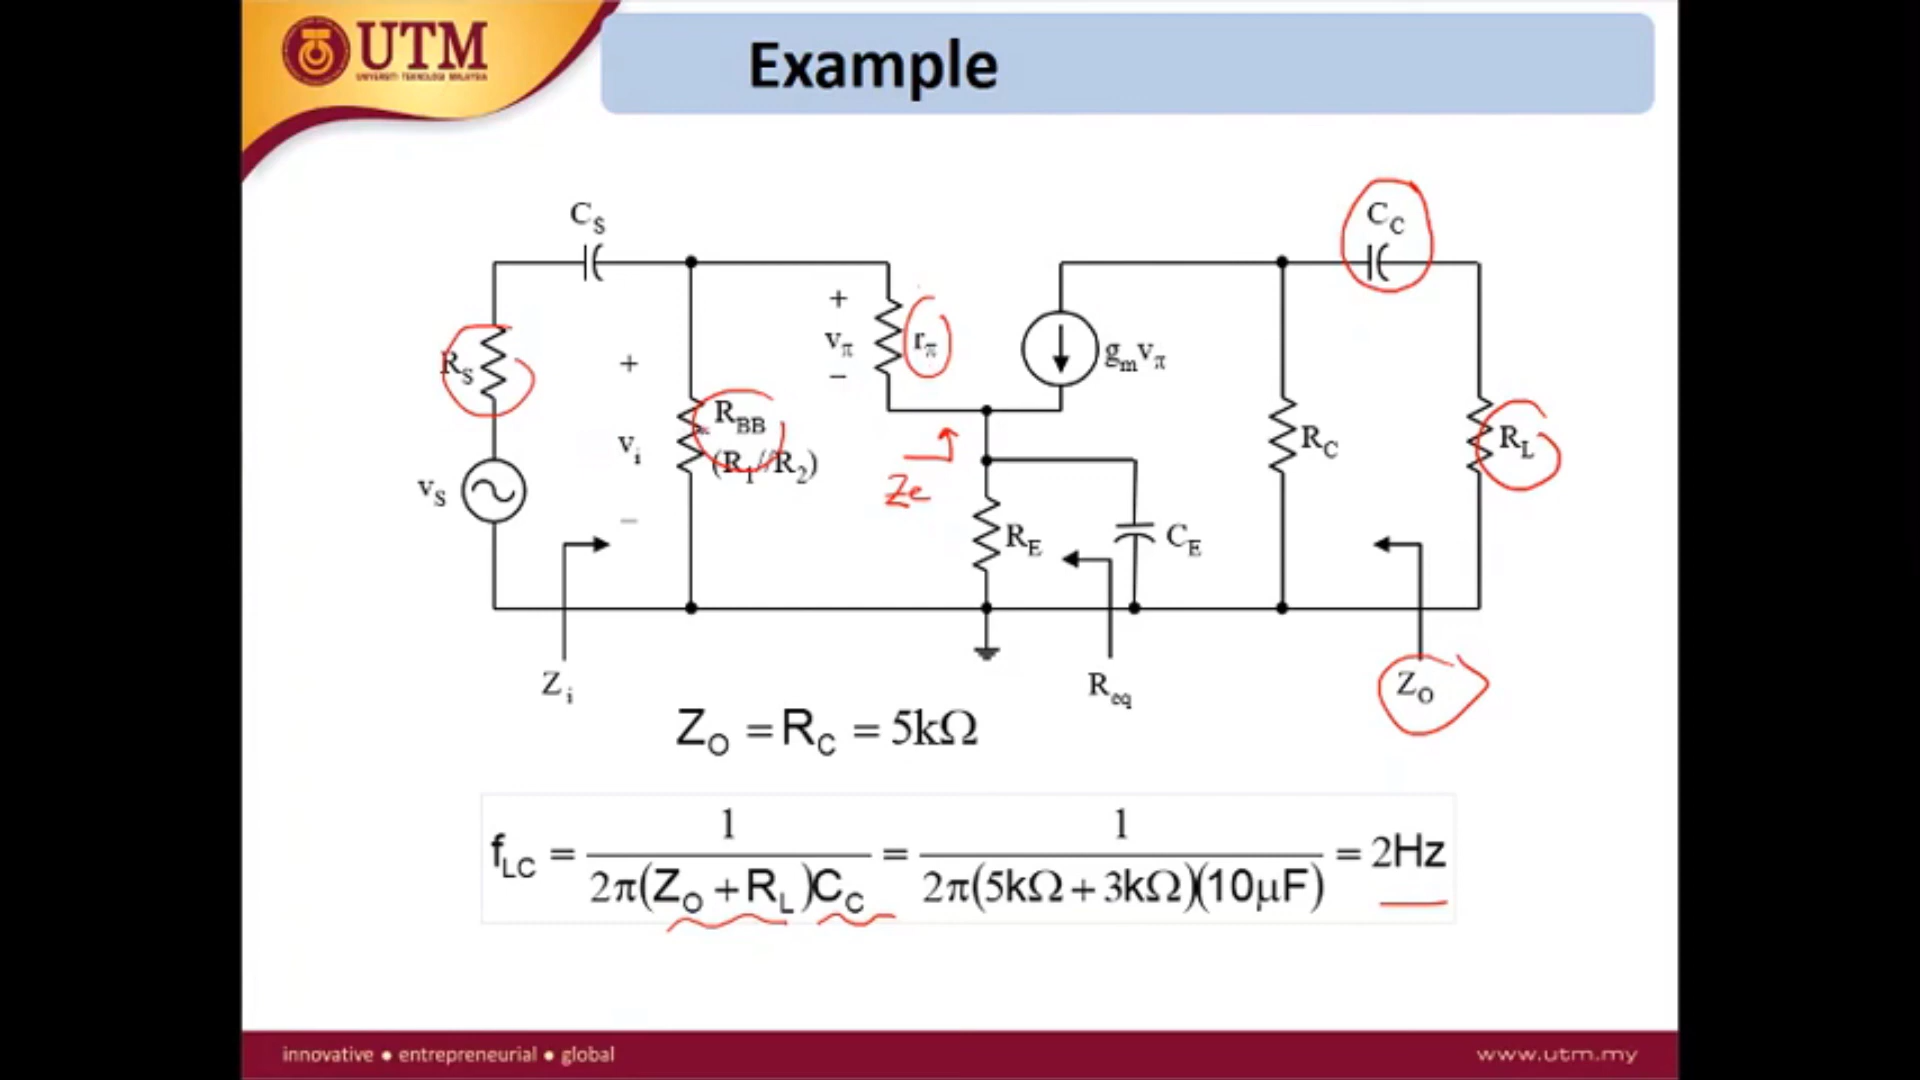 UTM
UNIVERSITI TEKNOLOGI MALAYSIA
Example
C_S
C_C
+
v_π
−
r_π
g_m v_π
R_S
+
v_i
−
R_BB
(R_1//R_2)
R_C
R_L
v_S
Ze
R_E
C_E
Z_i
R_eq
Z_O
Z_O = R_C = 5kΩ
f_LC = 1 / 2π(Z_O + R_L)C_C = 1 / 2π(5kΩ + 3kΩ)(10μF) = 2Hz
innovative ● entrepreneurial ● global
www.utm.my